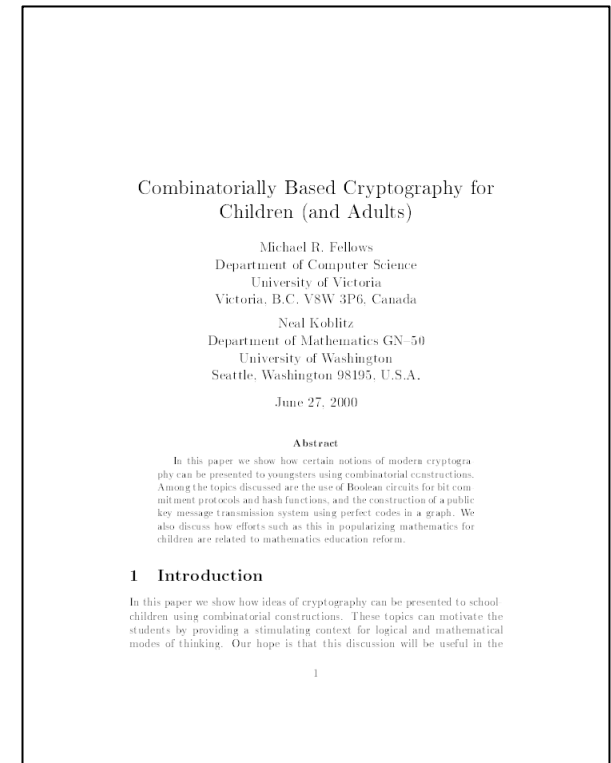 Combinatorially Based Cryptography for
Children (and Adults)
Michael R. Fellows
Department of Computer Science
University of Victoria
Victoria, B.C. V8W 3P6, Canada
Neal Koblitz
Department of Mathematics GN–50
University of Washington
Seattle, Washington 98195, U.S.A.
June 27, 2000
Abstract
In this paper we show how certain notions of modern cryptogra-
phy can be presented to youngsters using combinatorial constructions.
Among the topics discussed are the use of Boolean circuits for bit com-
mitment protocols and hash functions, and the construction of a public
key message transmission system using perfect codes in a graph. We
also discuss how efforts such as this in popularizing mathematics for
children are related to mathematics education reform.
1 Introduction
In this paper we show how ideas of cryptography can be presented to school
children using combinatorial constructions. These topics can motivate the
students by providing a stimulating context for logical and mathematical
modes of thinking. Our hope is that this discussion will be useful in the
1